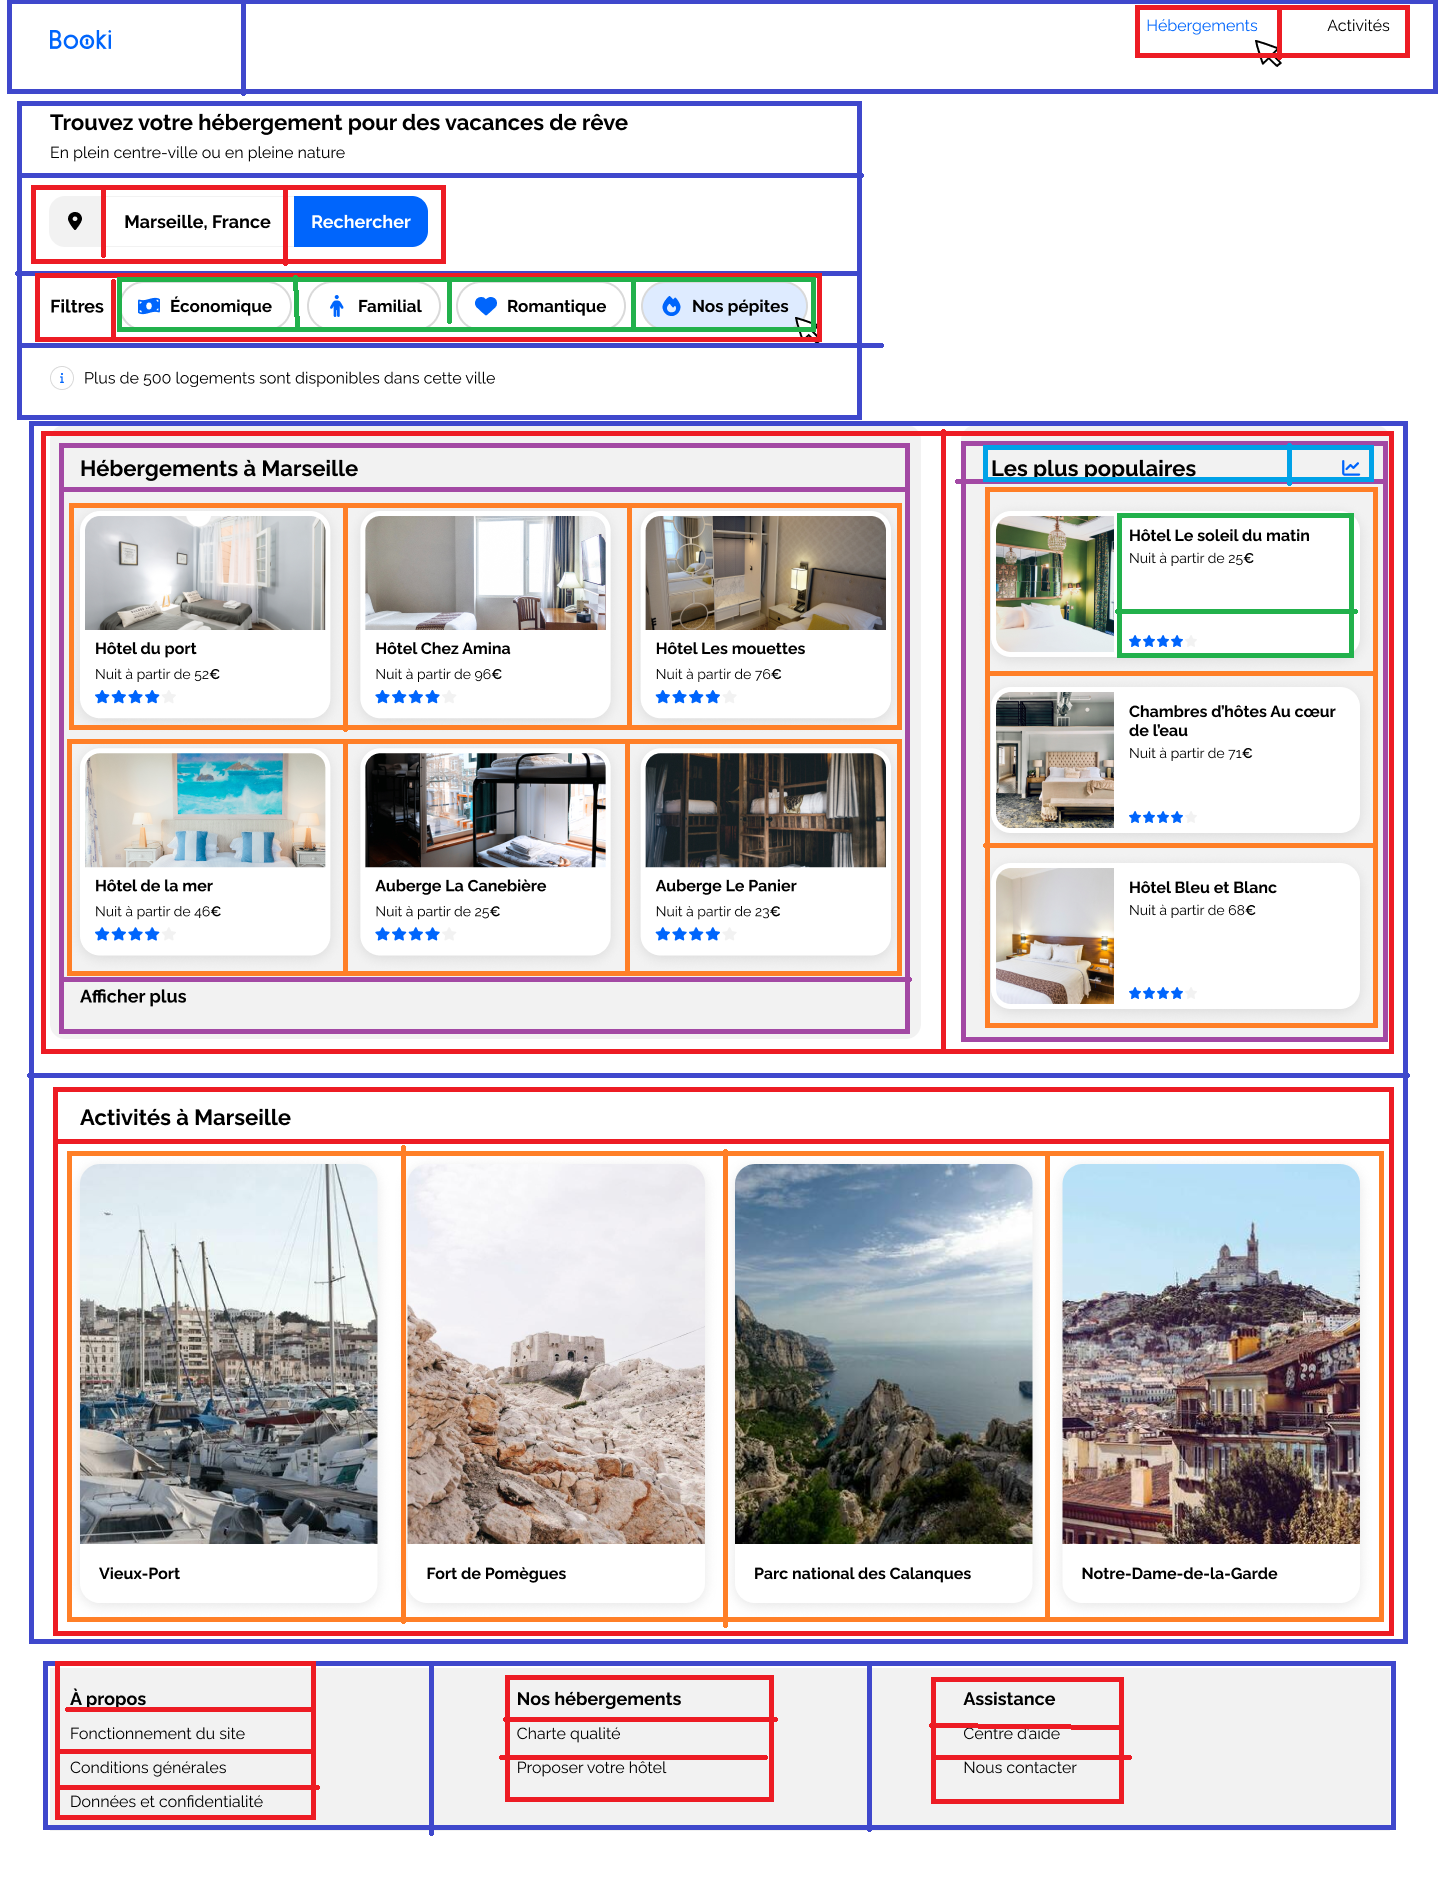 Booki
Hébergements
Activités
Trouvez votre hébergement pour des vacances de rêve
En plein centre-ville ou en pleine nature
Marseille, France
Rechercher
Filtres
Économique
Familial
Romantique
Nos pépites
Plus de 500 logements sont disponibles dans cette ville
Hébergements à Marseille
Hôtel du port
Nuit à partir de 52€
Hôtel Chez Amina
Nuit à partir de 96€
Hôtel Les mouettes
Nuit à partir de 76€
Hôtel de la mer
Nuit à partir de 46€
Auberge La Canebière
Nuit à partir de 25€
Auberge Le Panier
Nuit à partir de 23€
Afficher plus
Les plus populaires
Hôtel Le soleil du matin
Nuit à partir de 25€
Chambres d'hôtes Au cœur
de l'eau
Nuit à partir de 71€
Hôtel Bleu et Blanc
Nuit à partir de 68€
Activités à Marseille
Vieux-Port
Fort de Pomègues
Parc national des Calanques
Notre-Dame-de-la-Garde
À propos
Fonctionnement du site
Conditions générales
Données et confidentialité
Nos hébergements
Charte qualité
Proposer votre hôtel
Assistance
Centre d'aide
Nous contacter